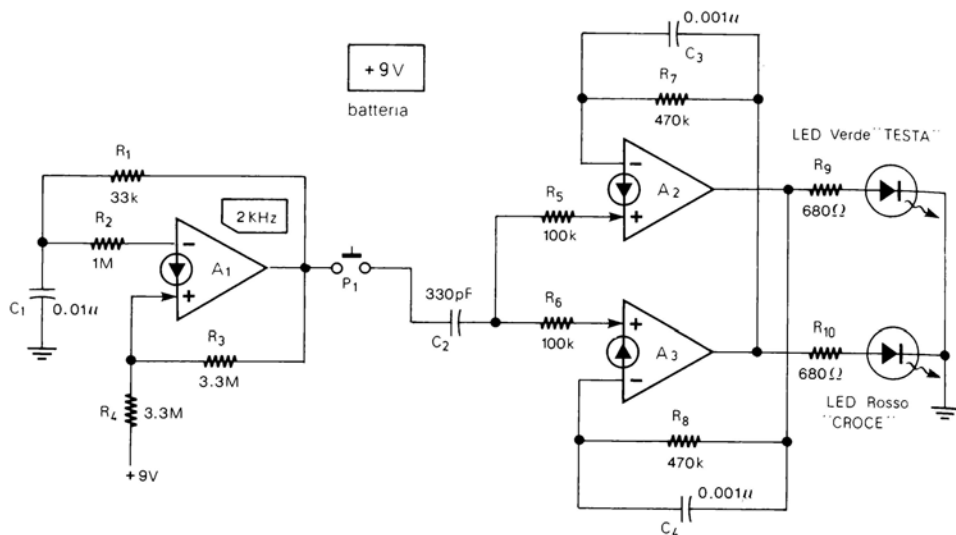 0.001u
C3
+9V
batteria
R7
470k
LED Verde "TESTA"
R1
33k
2KHz
R2
1M
−
A1
+
C1
0.01u
R3
3.3M
R4
3.3M
+9V
P1
330pF
C2
R5
100k
−
A2
+
R9
680Ω
R6
100k
+
A3
−
R10
680Ω
LED Rosso
"CROCE"
R8
470k
0.001u
C4